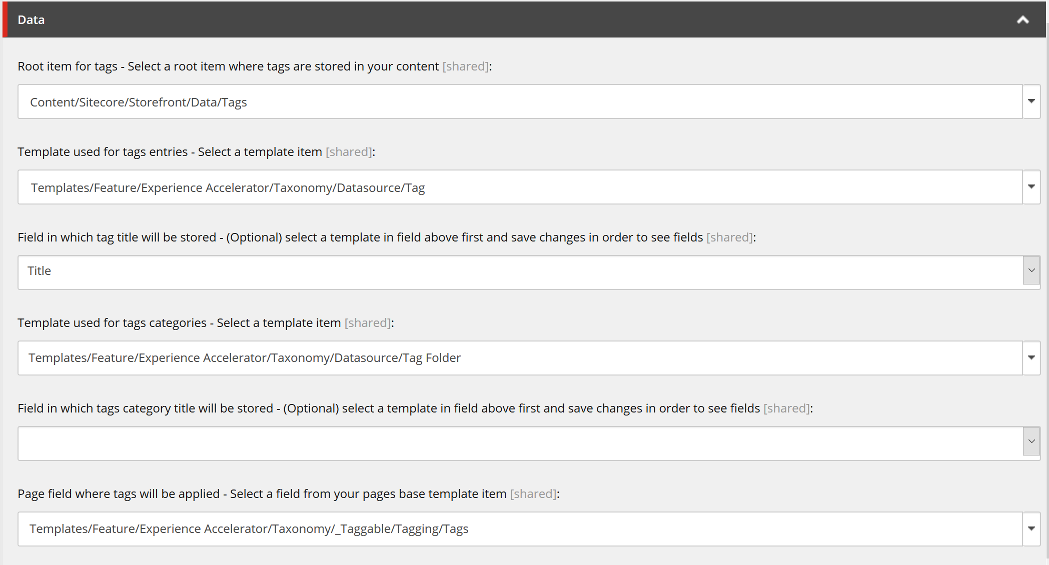 Data
Root item for tags - Select a root item where tags are stored in your content [shared]:
Content/Sitecore/Storefront/Data/Tags
Template used for tags entries - Select a template item [shared]:
Templates/Feature/Experience Accelerator/Taxonomy/Datasource/Tag
Field in which tag title will be stored - (Optional) select a template in field above first and save changes in order to see fields [shared]:
Title
Template used for tags categories - Select a template item [shared]:
Templates/Feature/Experience Accelerator/Taxonomy/Datasource/Tag Folder
Field in which tags category title will be stored - (Optional) select a template in field above first and save changes in order to see fields [shared]:
Page field where tags will be applied - Select a field from your pages base template item [shared]:
Templates/Feature/Experience Accelerator/Taxonomy/_Taggable/Tagging/Tags